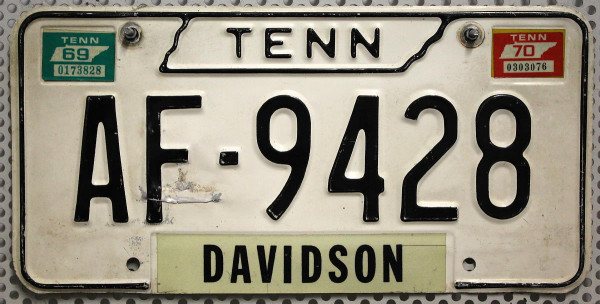 TENN
69
0173828
TENN
TENN
70
0303076
AF-9428
DAVIDSON